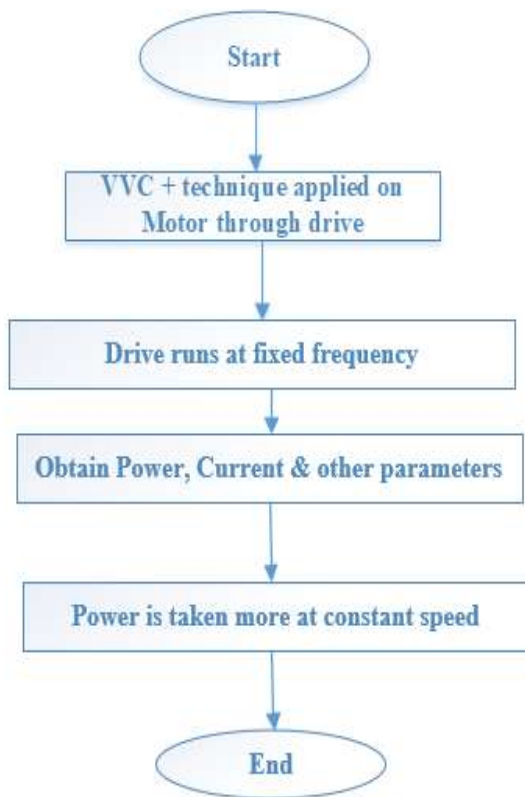 Start
VVC + technique applied on
Motor through drive
Drive runs at fixed frequency
Obtain Power, Current & other parameters
Power is taken more at constant speed
End